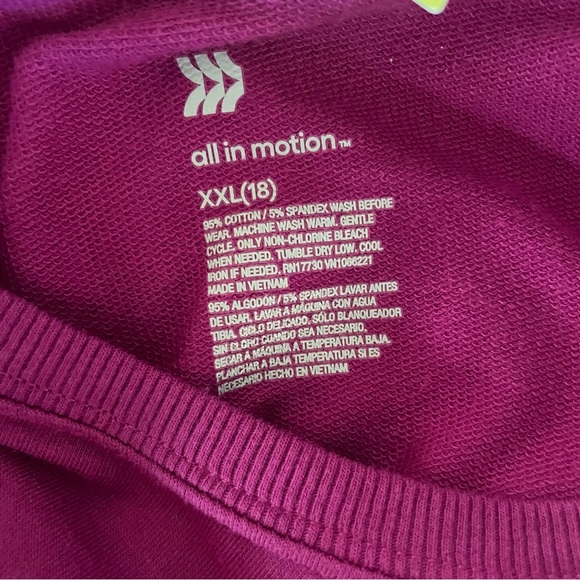 all in motion™
XXL(18)
95% COTTON / 5% SPANDEX WASH BEFORE
WEAR. MACHINE WASH WARM. GENTLE
CYCLE. ONLY NON-CHLORINE BLEACH
WHEN NEEDED. TUMBLE DRY LOW. COOL
IRON IF NEEDED. RN17730 VN1066221
MADE IN VIETNAM
95% ALGODÓN / 5% SPANDEX LAVAR ANTES
DE USAR. LAVAR A MÁQUINA CON AGUA
TIBIA. CICLO DELICADO. SÓLO BLANQUEADOR
SIN CLORO CUANDO SEA NECESARIO.
SECAR A MÁQUINA A TEMPERATURA BAJA.
PLANCHAR A BAJA TEMPERATURA SI ES
NECESARIO HECHO EN VIETNAM